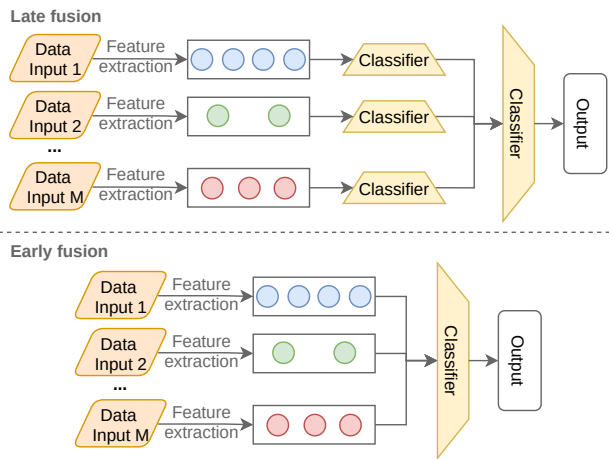 Late fusion
Data
Input 1
Feature
extraction
Classifier
Data
Input 2
Feature
extraction
Classifier
...
Data
Input M
Feature
extraction
Classifier
Classifier
Output
Early fusion
Data
Input 1
Feature
extraction
Data
Input 2
Feature
extraction
...
Data
Input M
Feature
extraction
Classifier
Output